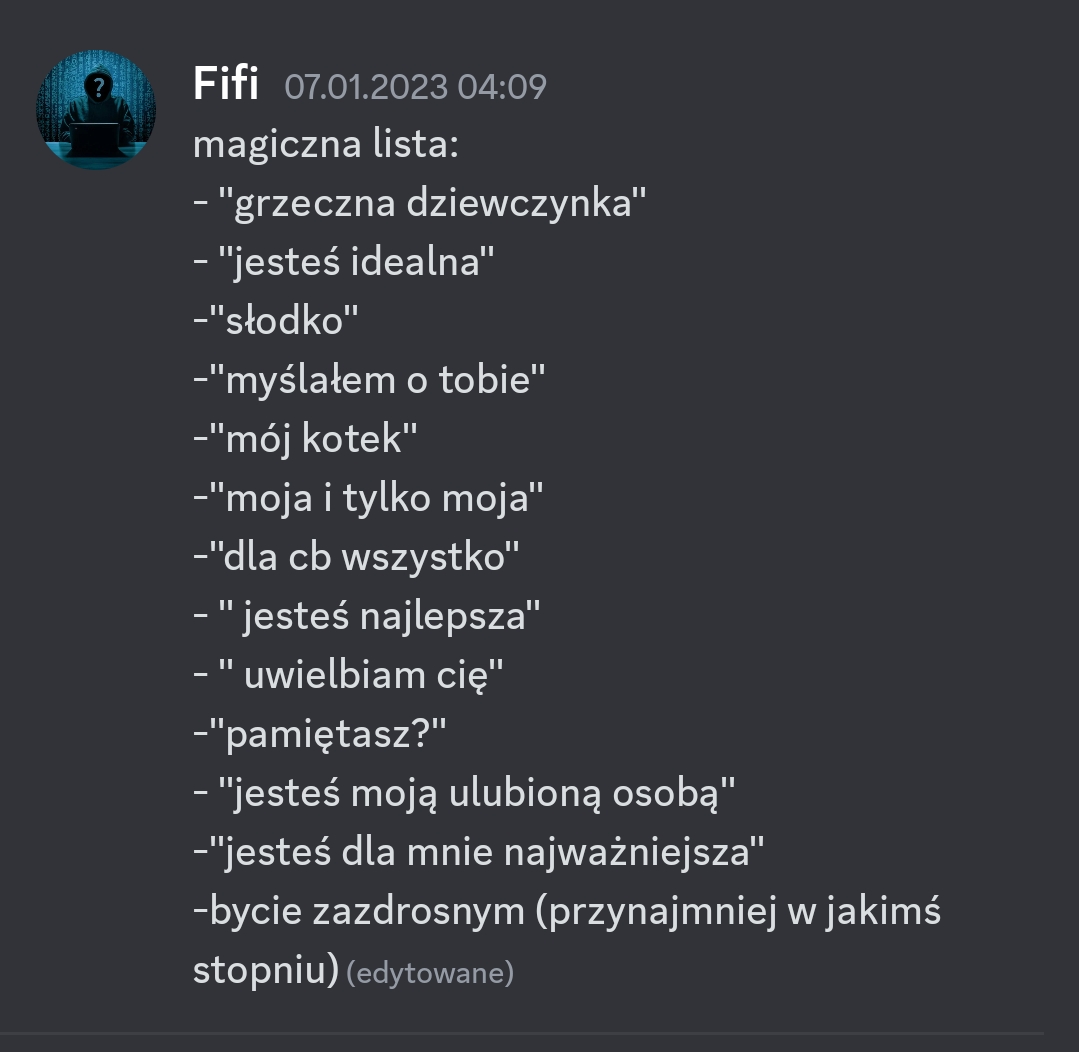 Fifi 07.01.2023 04:09
magiczna lista:
- "grzeczna dziewczynka"
- "jesteś idealna"
-"słodko"
-"myślałem o tobie"
-"mój kotek"
-"moja i tylko moja"
-"dla cb wszystko"
- " jesteś najlepsza"
- " uwielbiam cię"
-"pamiętasz?"
- "jesteś moją ulubioną osobą"
-"jesteś dla mnie najważniejsza"
-bycie zazdrosnym (przynajmniej w jakimś
stopniu) (edytowane)